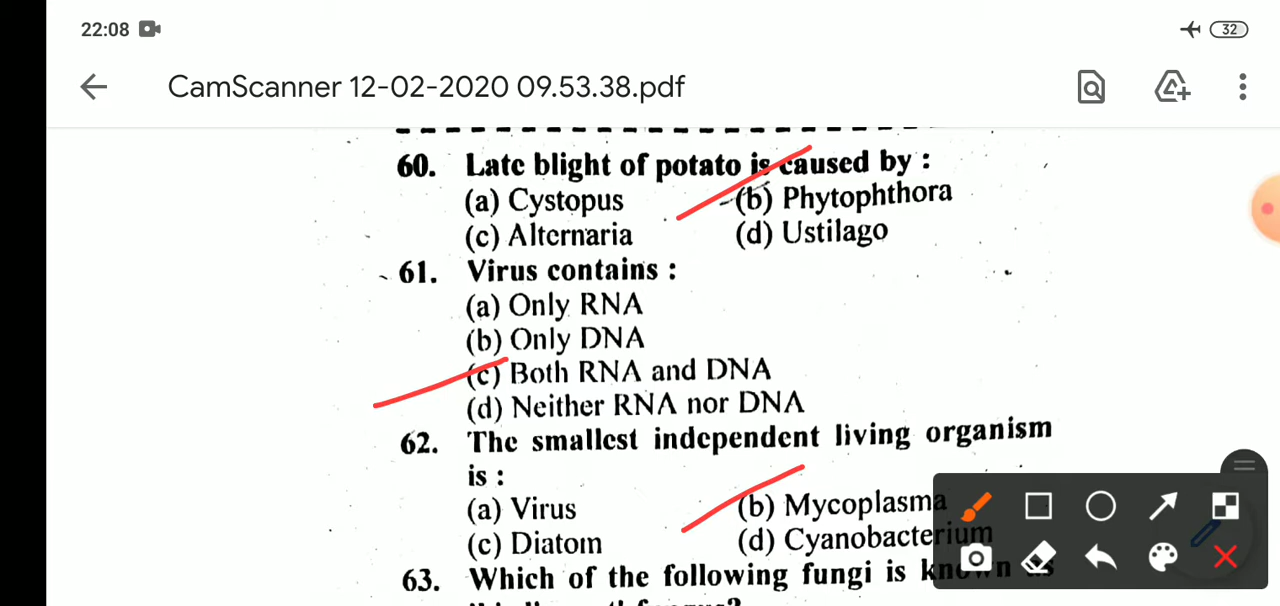 22:08
32
CamScanner 12-02-2020 09.53.38.pdf
60. Late blight of potato is caused by :
(a) Cystopus (b) Phytophthora
(c) Alternaria (d) Ustilago
61. Virus contains :
(a) Only RNA
(b) Only DNA
(c) Both RNA and DNA
(d) Neither RNA nor DNA
62. The smallest independent living organism
is :
(a) Virus (b) Mycoplasma
(c) Diatom (d) Cyanobacterium
63. Which of the following fungi is known as